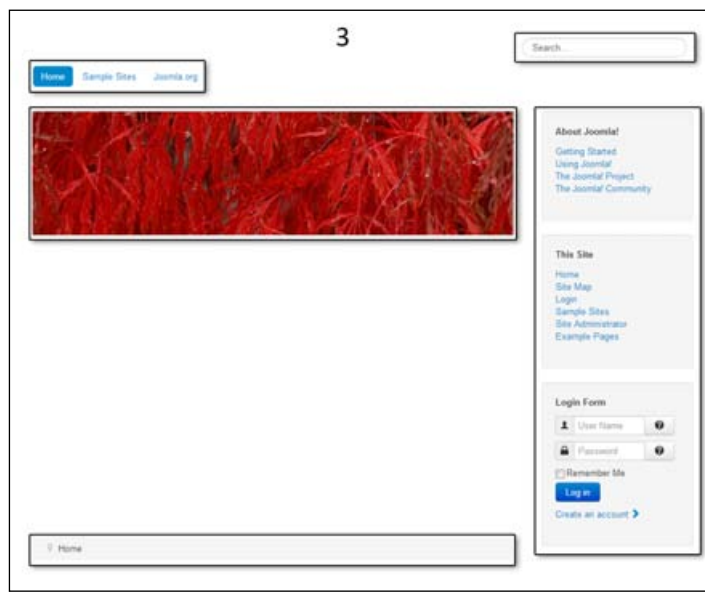 3
Search...
Home Sample Sites Joomla.org
About Joomla!
Getting Started
Using Joomla!
The Joomla! Project
The Joomla! Community
This Site
Home
Site Map
Login
Sample Sites
Site Administrator
Example Pages
Login Form
User Name
Password
Remember Me
Log in
Create an account
Home